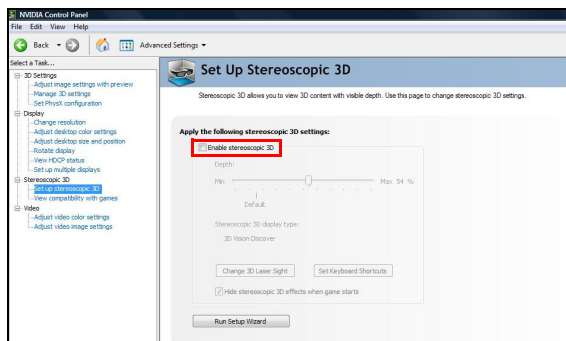 NVIDIA Control Panel
File Edit View Help
Back Advanced Settings
Select a Task...
3D Settings
Adjust image settings with preview
Manage 3D settings
Set PhysX configuration
Display
Change resolution
Adjust desktop color settings
Adjust desktop size and position
Rotate display
View HDCP status
Set up multiple displays
Stereoscopic 3D
Set up stereoscopic 3D
View compatibility with games
Video
Adjust video color settings
Adjust video image settings
Set Up Stereoscopic 3D
Stereoscopic 3D allows you to view 3D content with visible depth. Use this page to change stereoscopic 3D settings.
Apply the following stereoscopic 3D settings:
Enable stereoscopic 3D
Depth:
Min Max 54 %
Default
Stereoscopic 3D display type:
3D Vision Discover
Change 3D Laser Sight Set Keyboard Shortcuts
Hide stereoscopic 3D effects when game starts
Run Setup Wizard